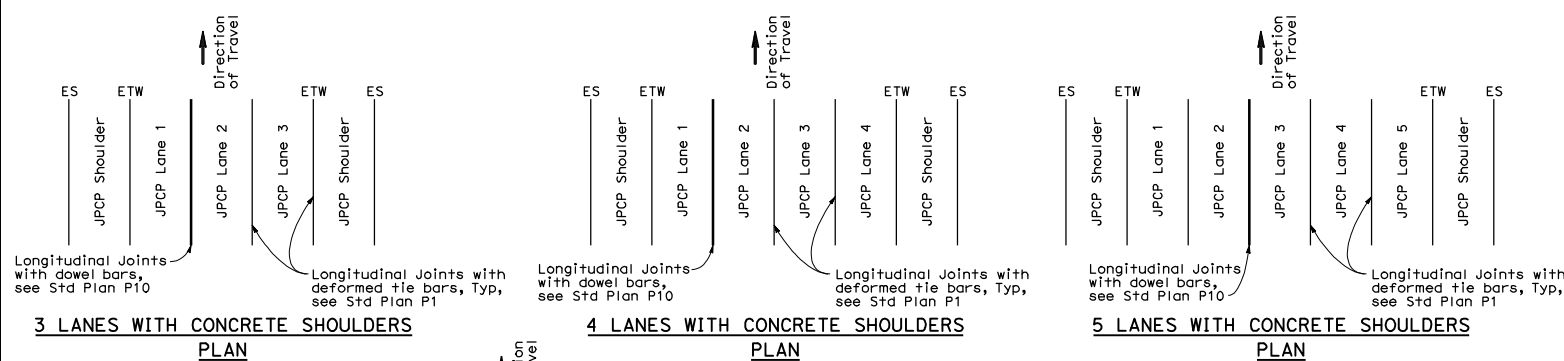 Direction
of Travel
ES
ETW
ETW
ES
JPCP Shoulder
JPCP Lane 1
JPCP Lane 2
JPCP Lane 3
JPCP Shoulder
Longitudinal Joints
with dowel bars,
see Std Plan P10
Longitudinal Joints with
deformed tie bars, Typ,
see Std Plan P1
3 LANES WITH CONCRETE SHOULDERS
PLAN
Direction
of Travel
ES
ETW
ETW
ES
JPCP Shoulder
JPCP Lane 1
JPCP Lane 2
JPCP Lane 3
JPCP Lane 4
JPCP Shoulder
Longitudinal Joints
with dowel bars,
see Std Plan P10
Longitudinal Joints with
deformed tie bars, Typ,
see Std Plan P1
4 LANES WITH CONCRETE SHOULDERS
PLAN
Direction
of Travel
ES
ETW
ETW
ES
JPCP Shoulder
JPCP Lane 1
JPCP Lane 2
JPCP Lane 3
JPCP Lane 4
JPCP Lane 5
JPCP Shoulder
Longitudinal Joints
with dowel bars,
see Std Plan P10
Longitudinal Joints with
deformed tie bars, Typ,
see Std Plan P1
5 LANES WITH CONCRETE SHOULDERS
PLAN